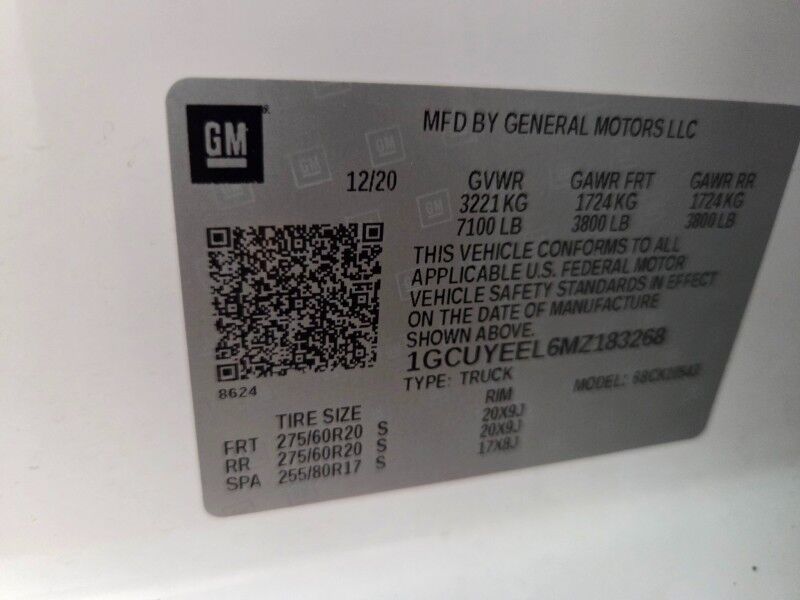 GM
MFD BY GENERAL MOTORS LLC
12/20 GVWR GAWR FRT GAWR RR
3221 KG 1724 KG 1724 KG
7100 LB 3800 LB 3800 LB
THIS VEHICLE CONFORMS TO ALL
APPLICABLE U.S. FEDERAL MOTOR
VEHICLE SAFETY STANDARDS IN EFFECT
ON THE DATE OF MANUFACTURE
SHOWN ABOVE.
1GCUYEEL6MZ183268
8624
TYPE: TRUCK MODEL:
TIRE SIZE RIM
FRT 275/60R20 S 20X9J
RR 275/60R20 S 20X9J
SPA 255/80R17 S 17X8J